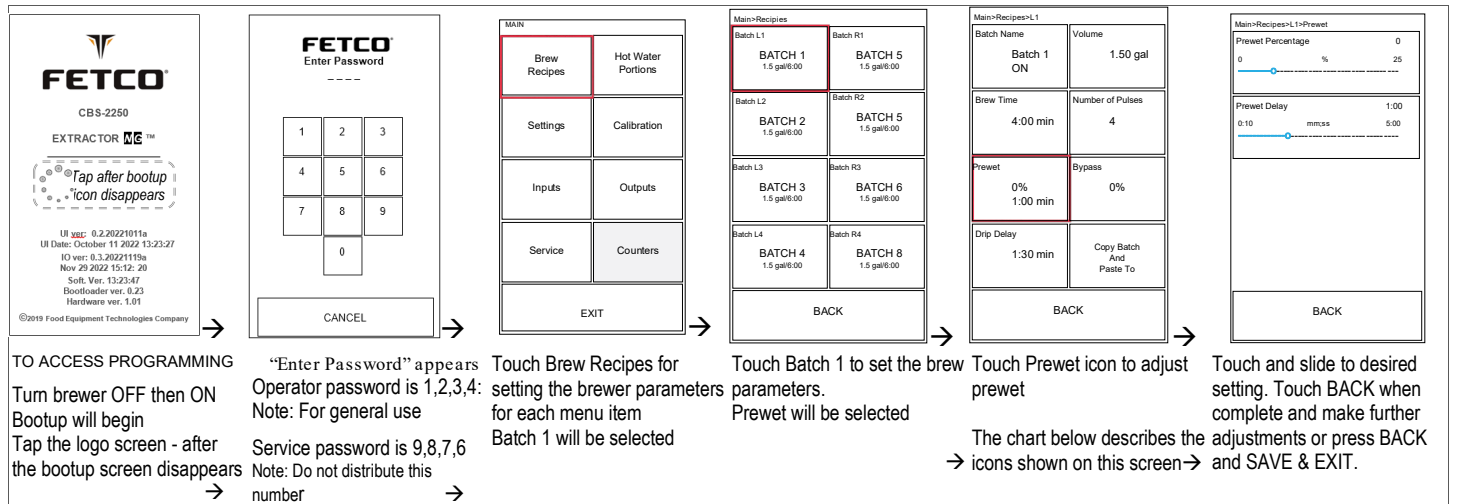 FETCO
CBS-2250
EXTRACTOR NG ™
Tap after bootup
icon disappears
UI ver: 0.2.20221011a
UI Date: October 11 2022 13:23:27
IO ver: 0.3.20221119a
Nov 29 2022 15:12: 20
Soft. Ver. 13:23:47
Bootloader ver. 0.23
Hardware ver. 1.01
©2019 Food Equipment Technologies Company
→
TO ACCESS PROGRAMMING
Turn brewer OFF then ON
Bootup will begin
Tap the logo screen - after
the bootup screen disappears
→
FETCO
Enter Password
– – – –
1 2 3
4 5 6
7 8 9
0
CANCEL
→
“Enter Password” appears
Operator password is 1,2,3,4:
Note: For general use
Service password is 9,8,7,6
Note: Do not distribute this
number
→
MAIN
Brew
Recipes
Hot Water
Portions
Settings
Calibration
Inputs
Outputs
Service
Counters
EXIT
→
Touch Brew Recipes for
setting the brewer parameters
for each menu item
Batch 1 will be selected
Main>Recipies
Batch L1
BATCH 1
1.5 gal/6:00
Batch R1
BATCH 5
1.5 gal/6:00
Batch L2
BATCH 2
1.5 gal/6:00
Batch R2
BATCH 5
1.5 gal/6:00
Batch L3
BATCH 3
1.5 gal/6:00
Batch R3
BATCH 6
1.5 gal/6:00
Batch L4
BATCH 4
1.5 gal/6:00
Batch R4
BATCH 8
1.5 gal/6:00
BACK
→
Touch Batch 1 to set the brew
parameters.
Prewet will be selected
→
Main>Recipes>L1
Batch Name
Batch 1
ON
Volume
1.50 gal
Brew Time
4:00 min
Number of Pulses
4
Prewet
0%
1:00 min
Bypass
0%
Drip Delay
1:30 min
Copy Batch
And
Paste To
BACK
→
Touch Prewet icon to adjust
prewet
The chart below describes the
icons shown on this screen→
Main>Recipes>L1>Prewet
Prewet Percentage 0
0 % 25
Prewet Delay 1:00
0:10 mm;ss 5:00
BACK
Touch and slide to desired
setting. Touch BACK when
complete and make further
adjustments or press BACK
and SAVE & EXIT.